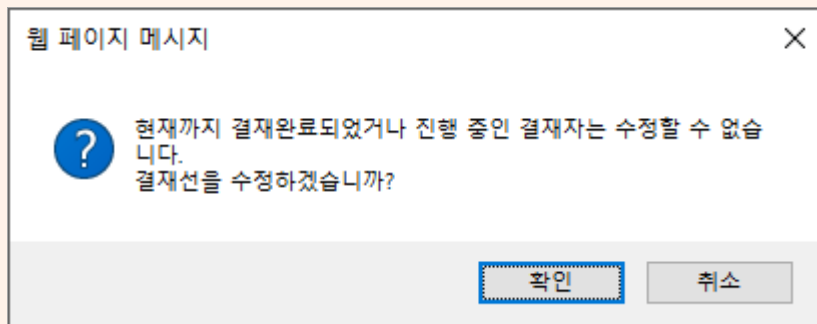 웹 페이지 메시지
현재까지 결재완료되었거나 진행 중인 결재자는 수정할 수 없습
니다.
결재선을 수정하겠습니까?
확인
취소